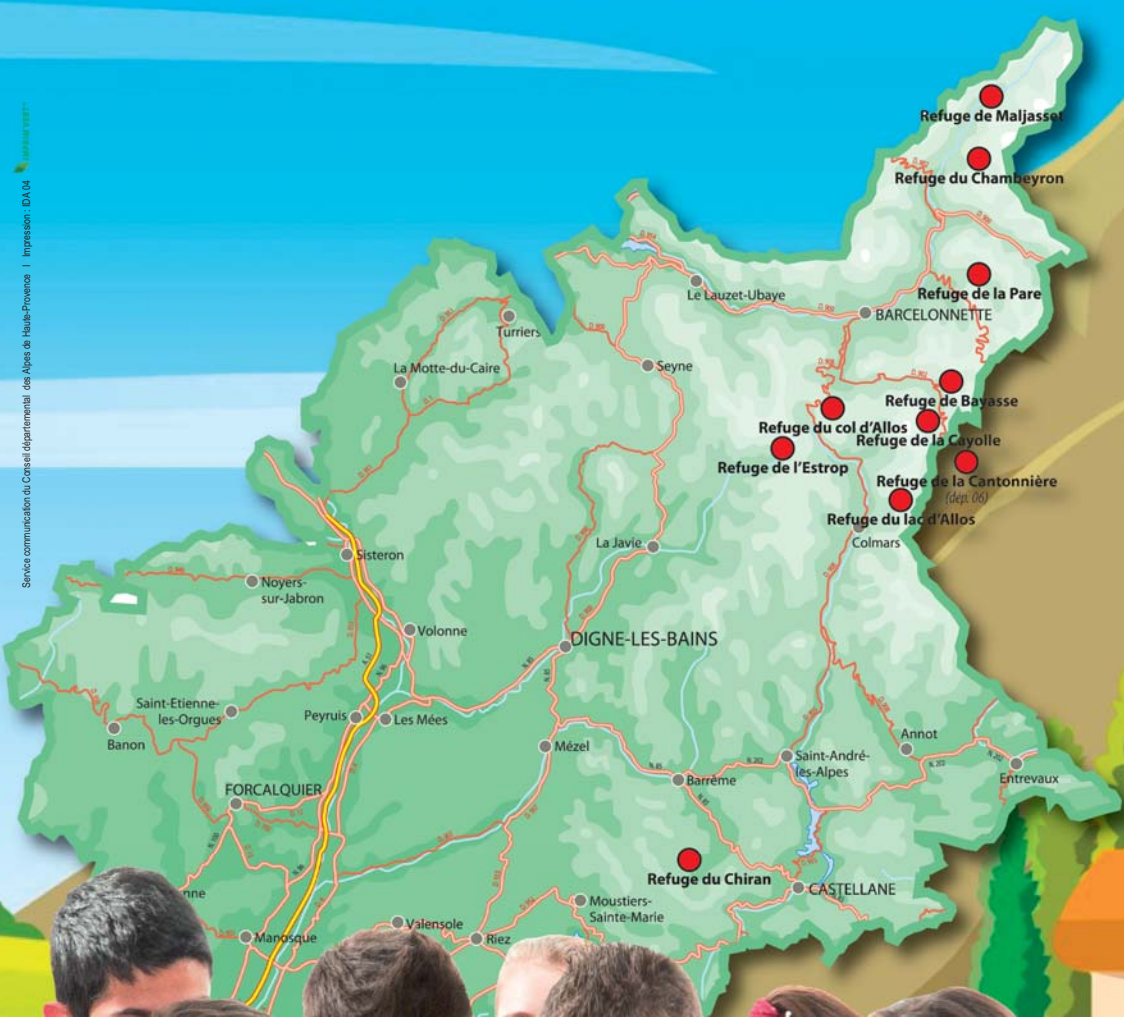 Service communication du Conseil départemental des Alpes de Haute-Provence | Impression : IDA 04
IMPRIM'VERT®
Refuge de Maljasset
Refuge du Chambeyron
Refuge de la Pare
Le Lauzet-Ubaye
BARCELONNETTE
Turriers
La Motte-du-Caire
Seyne
Refuge de Bayasse
Refuge du col d'Allos
Refuge de la Cayolle
Refuge de l'Estrop
Refuge de la Cantonnière
(dép. 06)
Refuge du lac d'Allos
Colmars
La Javie
Sisteron
Noyers-
sur-Jabron
Volonne
DIGNE-LES-BAINS
Saint-Etienne-
les-Orgues
Peyruis
Les Mées
Banon
Mézel
Annot
Saint-André-
les-Alpes
Barrême
Entrevaux
FORCALQUIER
Refuge du Chiran
CASTELLANE
nne
Moustiers-
Sainte-Marie
Valensole
Manosque
Riez